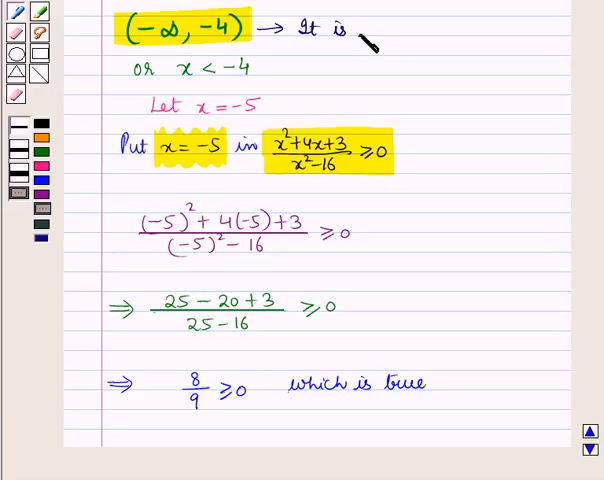 (-∞, -4) → It is
or x < -4
Let x = -5
Put x = -5 in (x²+4x+3)/(x²-16) ≥ 0
((-5)² + 4(-5) + 3)/((-5)² - 16) ≥ 0
⇒ (25 - 20 + 3)/(25 - 16) ≥ 0
⇒ 8/9 ≥ 0 which is true